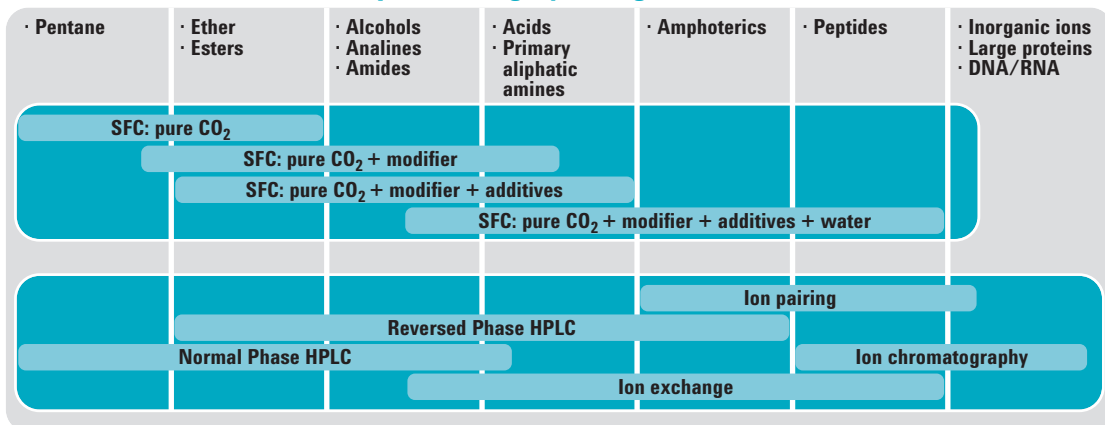 · Pentane
· Ether
· Esters
· Alcohols
· Analines
· Amides
· Acids
· Primary
aliphatic
amines
· Amphoterics
· Peptides
· Inorganic ions
· Large proteins
· DNA/RNA
SFC: pure CO₂
SFC: pure CO₂ + modifier
SFC: pure CO₂ + modifier + additives
SFC: pure CO₂ + modifier + additives + water
Ion pairing
Reversed Phase HPLC
Normal Phase HPLC
Ion chromatography
Ion exchange